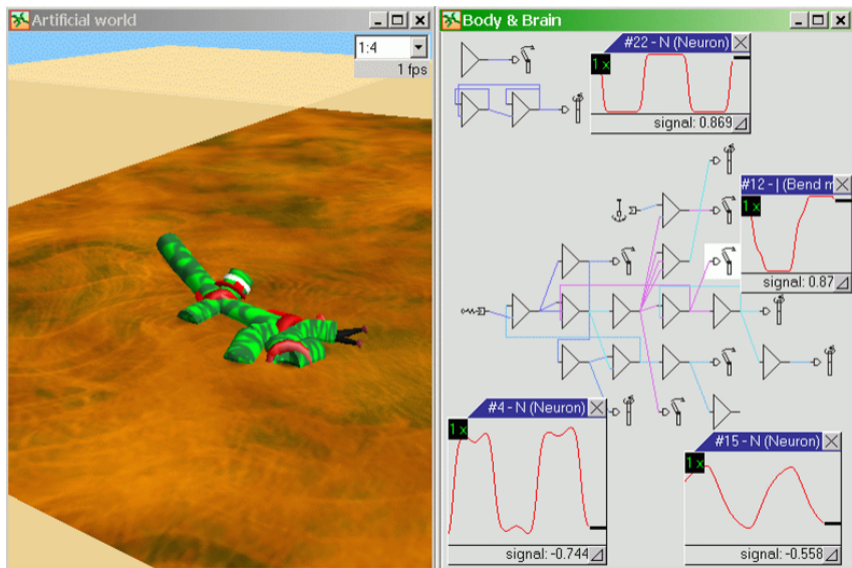 Artificial world
1:4
1 fps
Body & Brain
#22 - N (Neuron)
1 x
signal: 0.869
#12 - | (Bend m
1 x
signal: 0.87
#4 - N (Neuron)
1 x
signal: -0.744
#15 - N (Neuron)
1 x
signal: -0.558